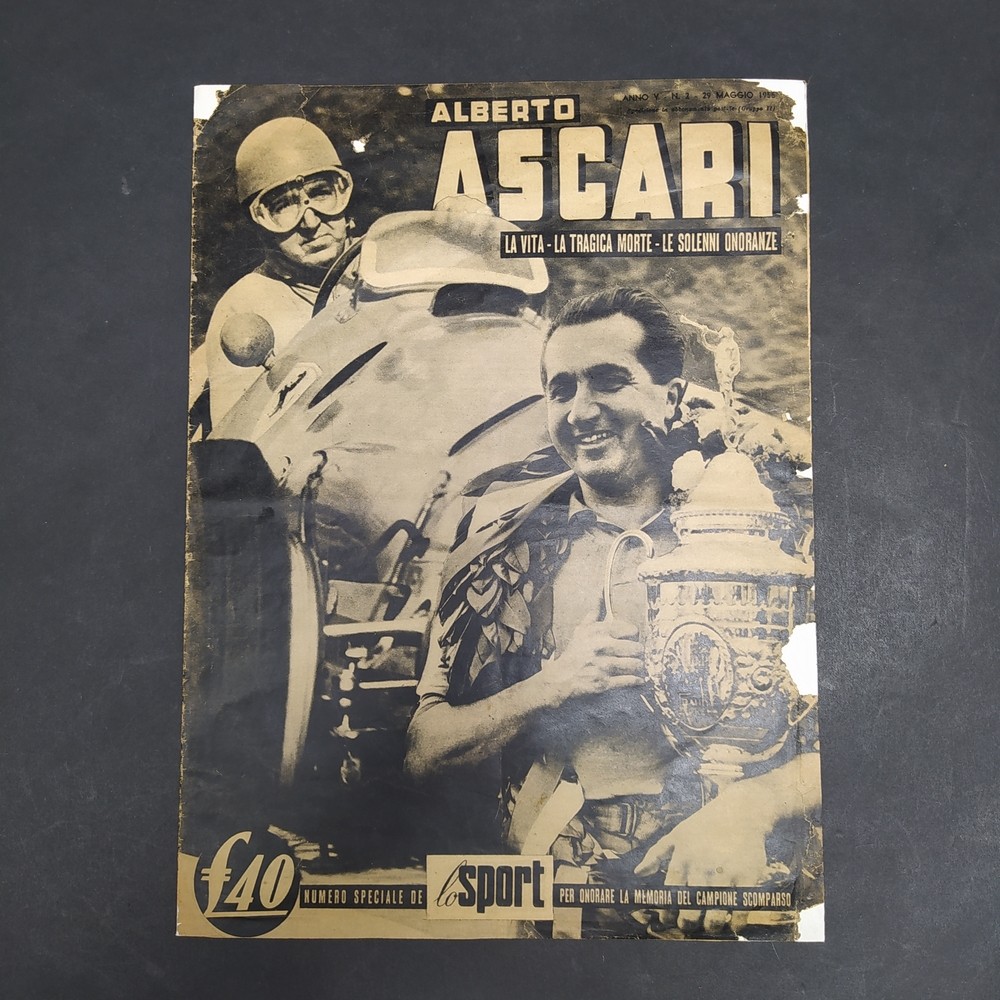 ANNO V - N. 2 - 29 MAGGIO 1955
ALBERTO
ASCARI
LA VITA - LA TRAGICA MORTE - LE SOLENNI ONORANZE
£40
NUMERO SPECIALE DE lo sport PER ONORARE LA MEMORIA DEL CAMPIONE SCOMPARSO